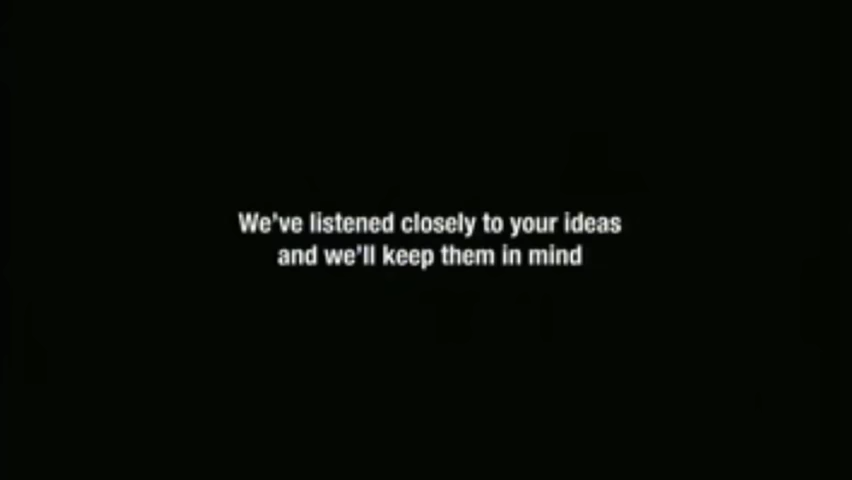 We've listened closely to your ideas
and we'll keep them in mind